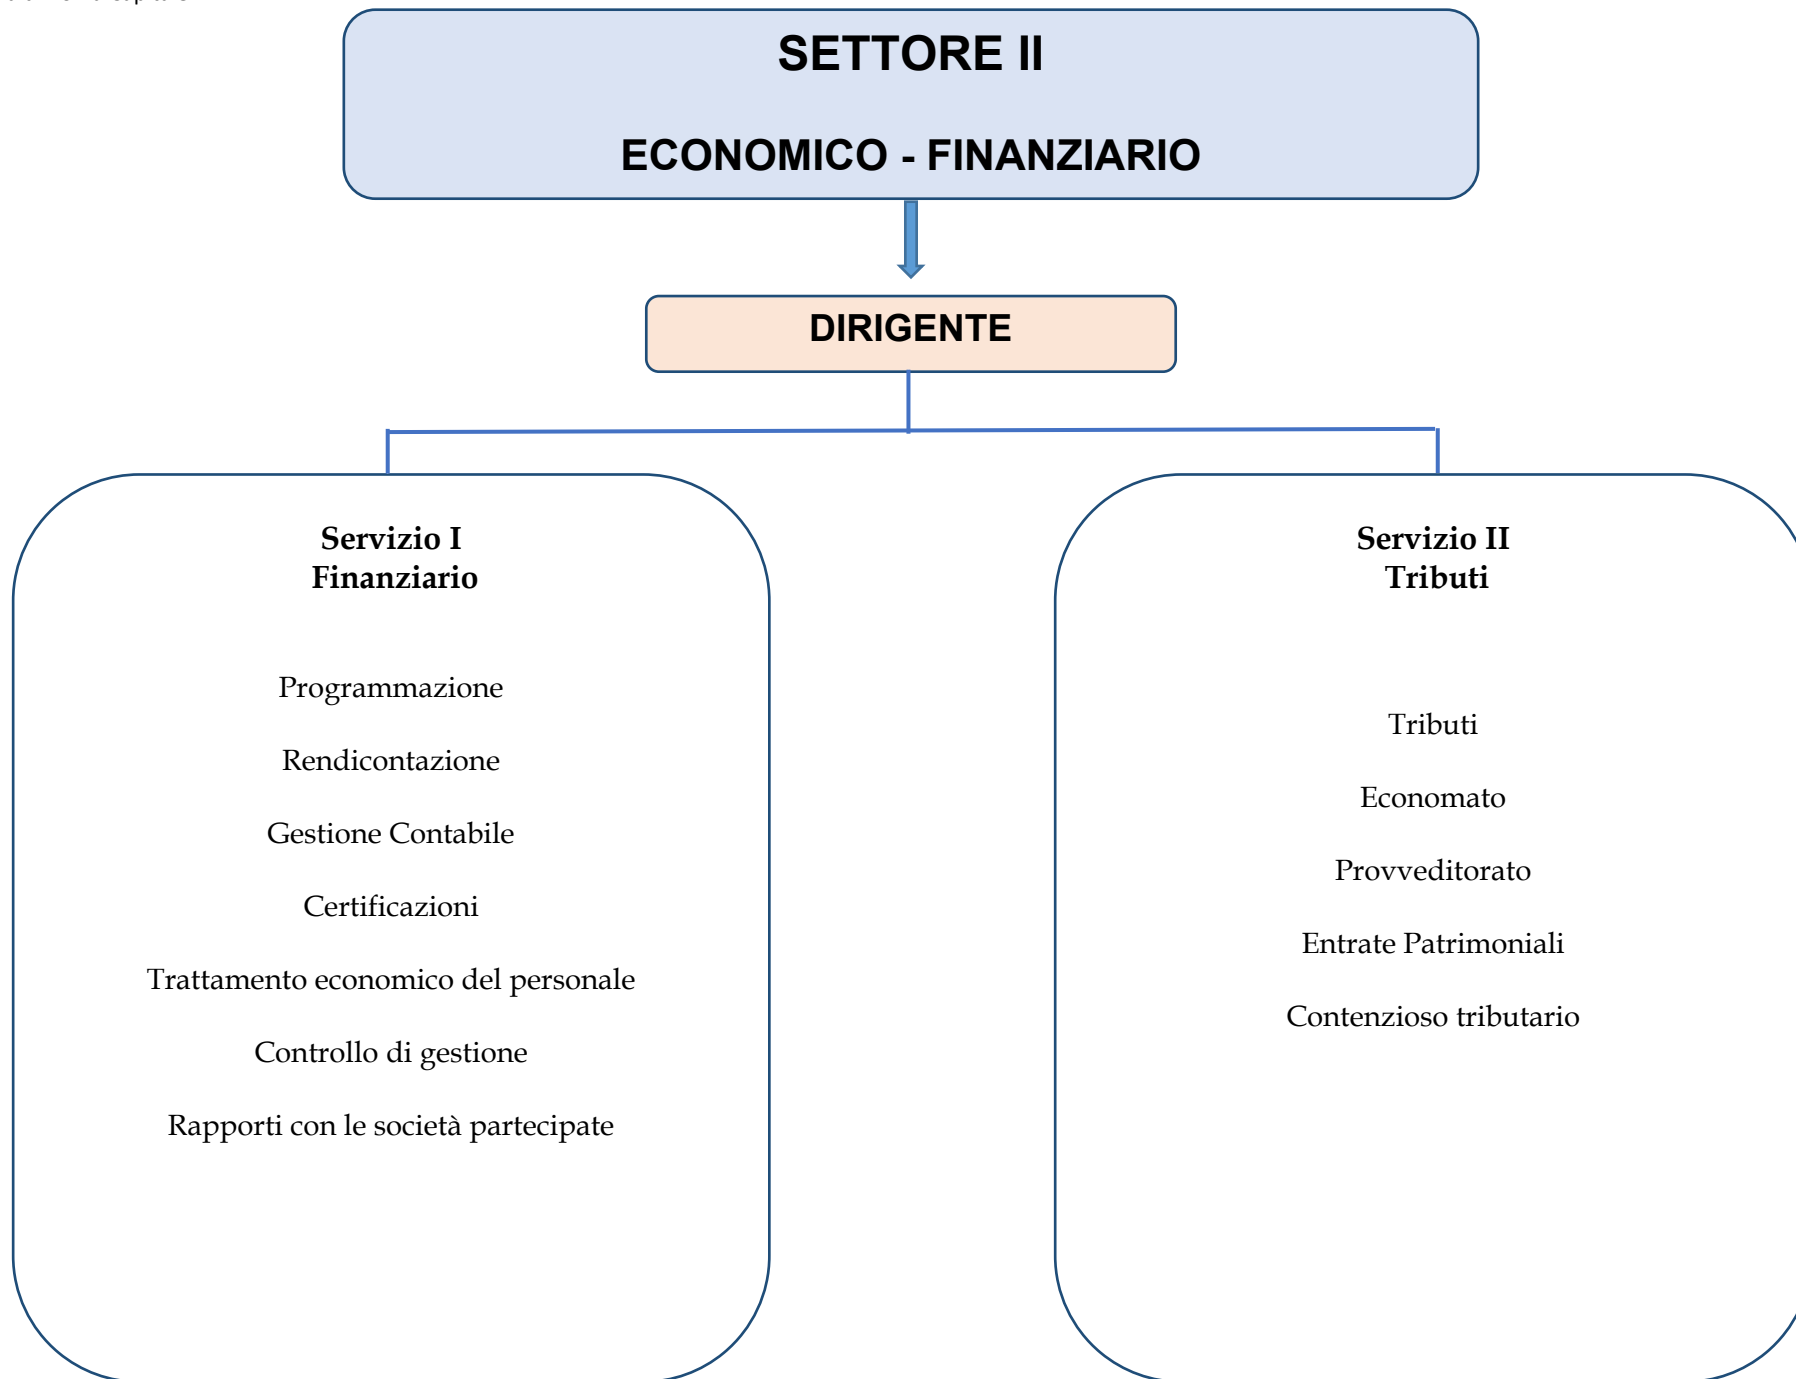 SETTORE II
ECONOMICO - FINANZIARIO
DIRIGENTE
Servizio I
Finanziario
Programmazione
Rendicontazione
Gestione Contabile
Certificazioni
Trattamento economico del personale
Controllo di gestione
Rapporti con le società partecipate
Servizio II
Tributi
Tributi
Economato
Provveditorato
Entrate Patrimoniali
Contenzioso tributario